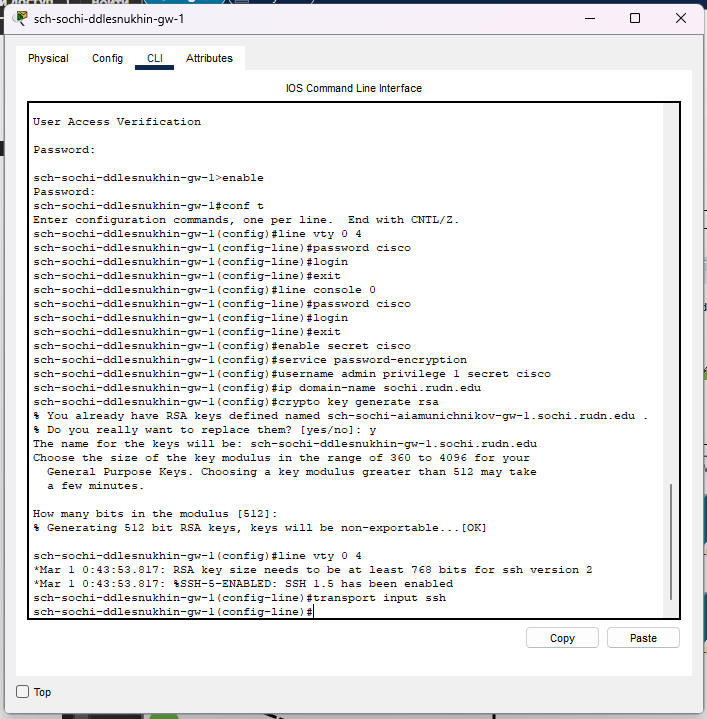 sch-sochi-ddlesnukhin-gw-1
Physical Config CLI Attributes
IOS Command Line Interface
User Access Verification
Password:
sch-sochi-ddlesnukhin-gw-1>enable
Password:
sch-sochi-ddlesnukhin-gw-1#conf t
Enter configuration commands, one per line.  End with CNTL/Z.
sch-sochi-ddlesnukhin-gw-1(config)#line vty 0 4
sch-sochi-ddlesnukhin-gw-1(config-line)#password cisco
sch-sochi-ddlesnukhin-gw-1(config-line)#login
sch-sochi-ddlesnukhin-gw-1(config-line)#exit
sch-sochi-ddlesnukhin-gw-1(config)#line console 0
sch-sochi-ddlesnukhin-gw-1(config-line)#password cisco
sch-sochi-ddlesnukhin-gw-1(config-line)#login
sch-sochi-ddlesnukhin-gw-1(config-line)#exit
sch-sochi-ddlesnukhin-gw-1(config)#enable secret cisco
sch-sochi-ddlesnukhin-gw-1(config)#service password-encryption
sch-sochi-ddlesnukhin-gw-1(config)#username admin privilege 1 secret cisco
sch-sochi-ddlesnukhin-gw-1(config)#ip domain-name sochi.rudn.edu
sch-sochi-ddlesnukhin-gw-1(config)#crypto key generate rsa
% You already have RSA keys defined named sch-sochi-aiamunichnikov-gw-1.sochi.rudn.edu .
% Do you really want to replace them? [yes/no]: y
The name for the keys will be: sch-sochi-ddlesnukhin-gw-1.sochi.rudn.edu
Choose the size of the key modulus in the range of 360 to 4096 for your
General Purpose Keys. Choosing a key modulus greater than 512 may take
a few minutes.
How many bits in the modulus [512]:
% Generating 512 bit RSA keys, keys will be non-exportable...[OK]
sch-sochi-ddlesnukhin-gw-1(config)#line vty 0 4
*Mar 1 0:43:53.817: RSA key size needs to be at least 768 bits for ssh version 2
*Mar 1 0:43:53.817: %SSH-5-ENABLED: SSH 1.5 has been enabled
sch-sochi-ddlesnukhin-gw-1(config-line)#transport input ssh
sch-sochi-ddlesnukhin-gw-1(config-line)#
Copy Paste
Top